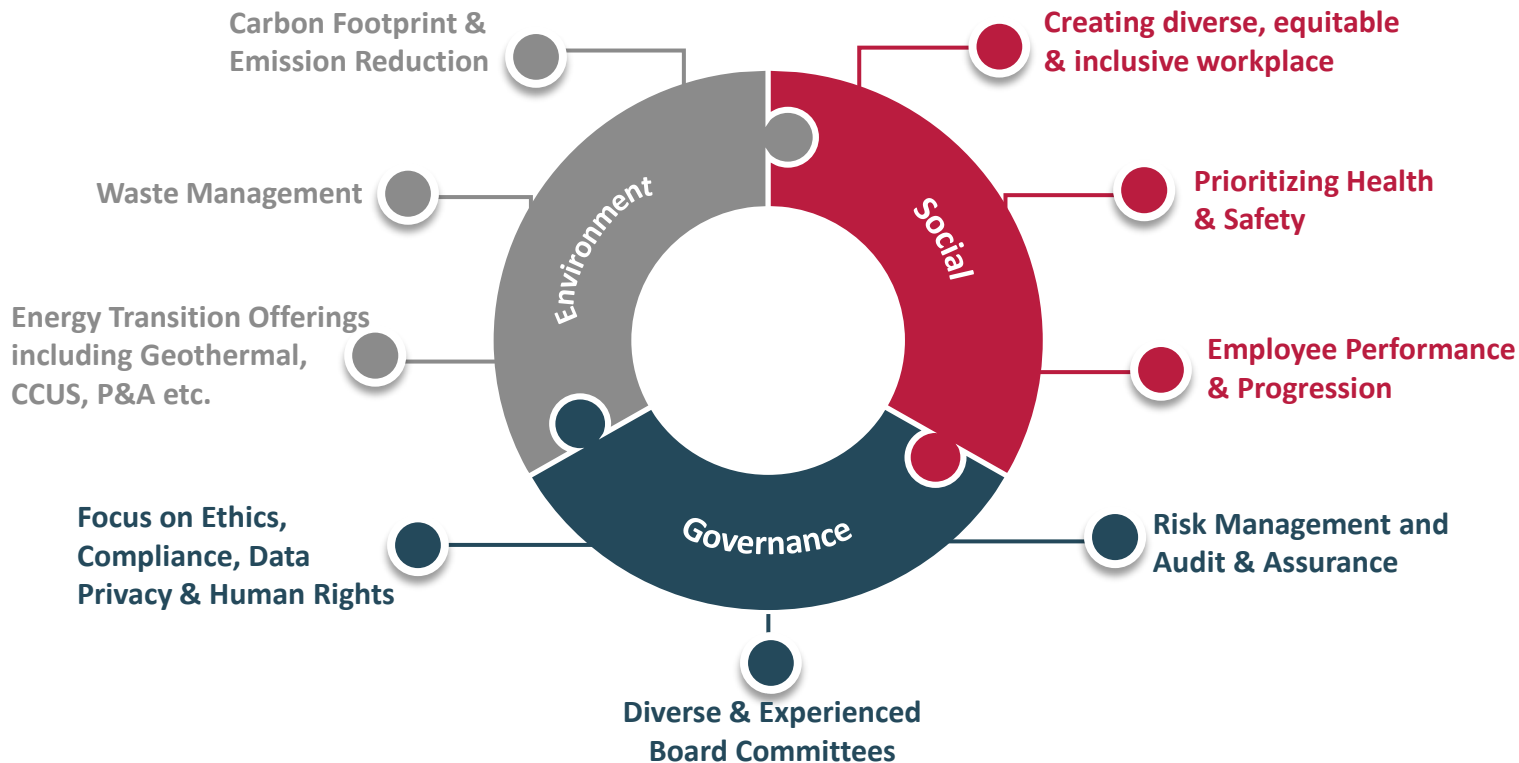 Carbon Footprint &
Emission Reduction
Waste Management
Energy Transition Offerings
including Geothermal,
CCUS, P&A etc.
Environment
Creating diverse, equitable
& inclusive workplace
Prioritizing Health
& Safety
Employee Performance
& Progression
Social
Focus on Ethics,
Compliance, Data
Privacy & Human Rights
Governance
Risk Management and
Audit & Assurance
Diverse & Experienced
Board Committees